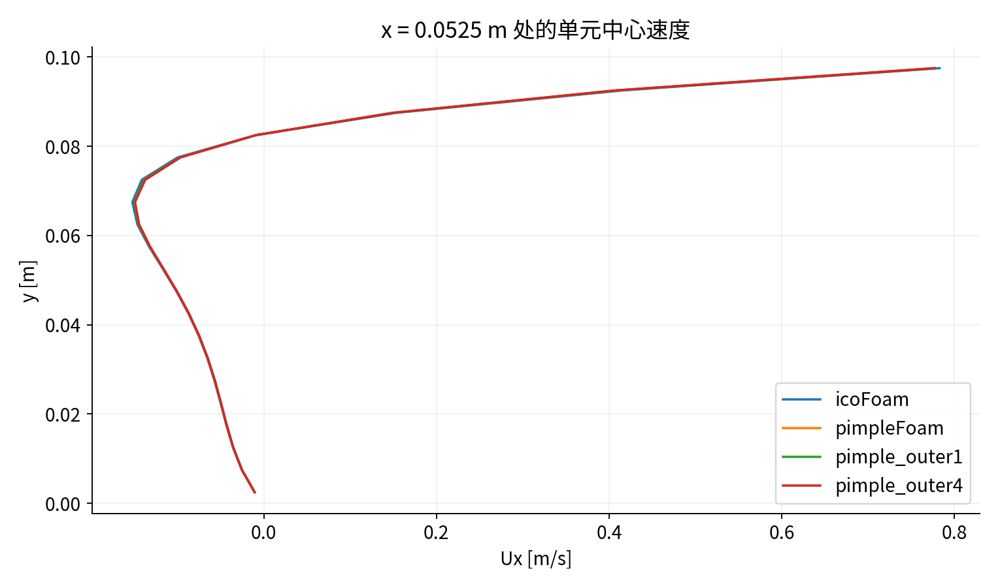 x = 0.0525 m 处的单元中心速度
0.10
0.08
0.06
0.04
0.02
0.00
y [m]
0.0
0.2
0.4
0.6
0.8
Ux [m/s]
icoFoam
pimpleFoam
pimple_outer1
pimple_outer4